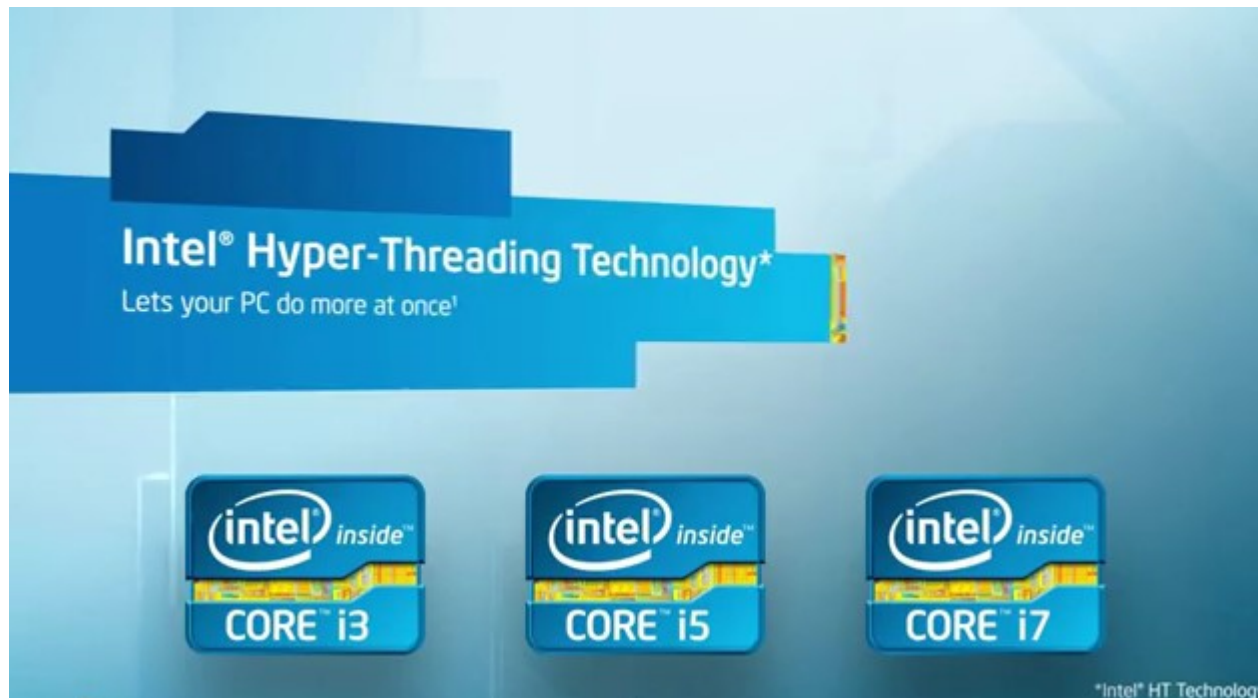 Intel® Hyper-Threading Technology*
Lets your PC do more at once¹
intel® inside™
CORE™ i3
intel® inside™
CORE™ i5
intel® inside™
CORE™ i7
*Intel® HT Technology